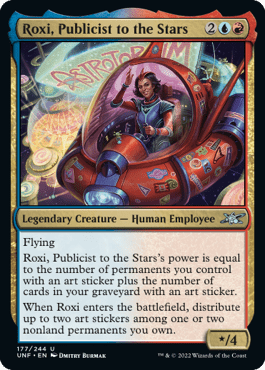 Roxi, Publicist to the Stars 2
ASTROTORIUM
Legendary Creature — Human Employee
Flying
Roxi, Publicist to the Stars's power is equal
to the number of permanents you control
with an art sticker plus the number of
cards in your graveyard with an art sticker.
When Roxi enters the battlefield, distribute
up to two art stickers among one or two
nonland permanents you own.
*/4
177/244 U
UNF • EN Dmitry Burmak
™ & © 2022 Wizards of the Coast